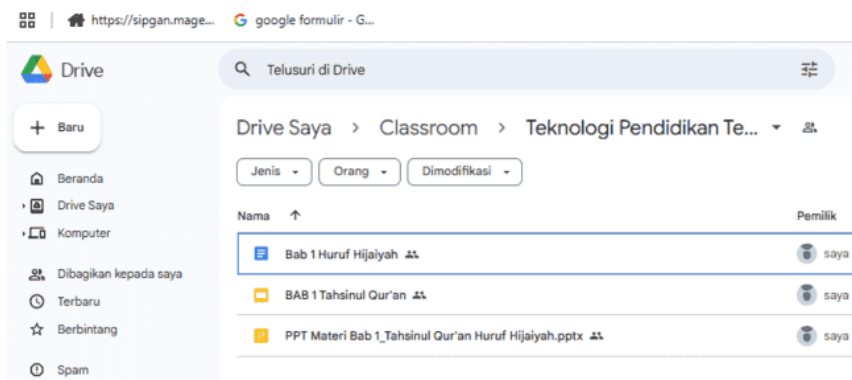 https://sipgan.mage... google formulir - G...
Drive
Telusuri di Drive
Baru
Drive Saya > Classroom > Teknologi Pendidikan Te...
Jenis Orang Dimodifikasi
Beranda
Drive Saya
Komputer
Dibagikan kepada saya
Terbaru
Berbintang
Spam
Nama Pemilik
Bab 1 Huruf Hijaiyah saya
BAB 1 Tahsinul Qur'an saya
PPT Materi Bab 1_Tahsinul Qur'an Huruf Hijaiyah.pptx saya